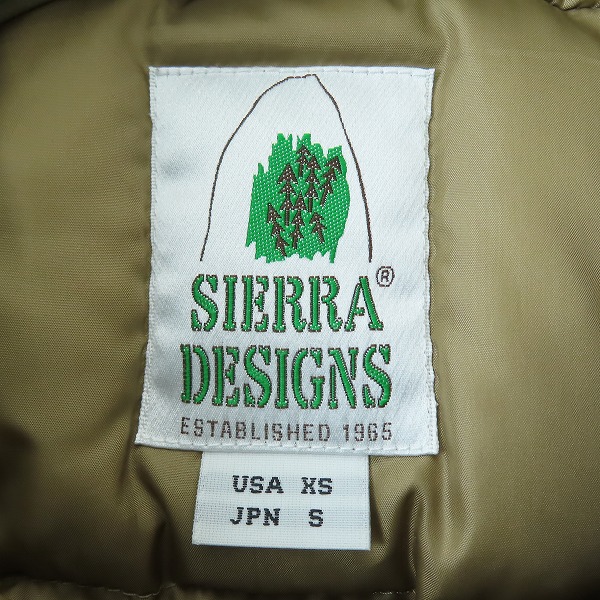 SIERRA®
DESIGNS
ESTABLISHED 1965
USA XS
JPN S